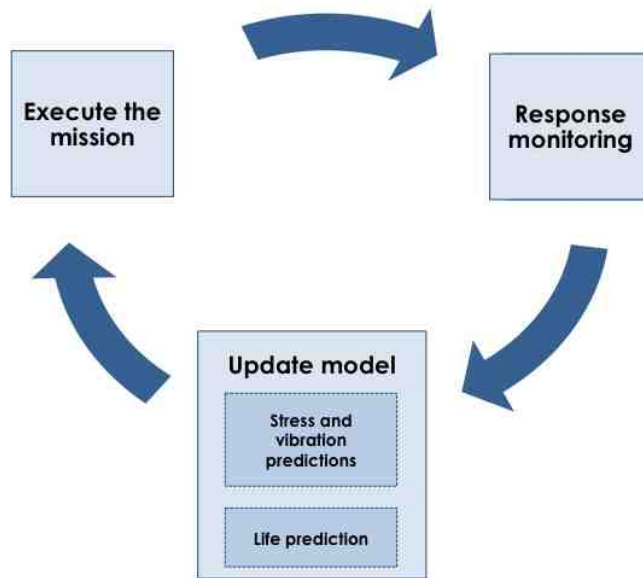 Execute the
mission
Response
monitoring
Update model
Stress and
vibration
predictions
Life prediction